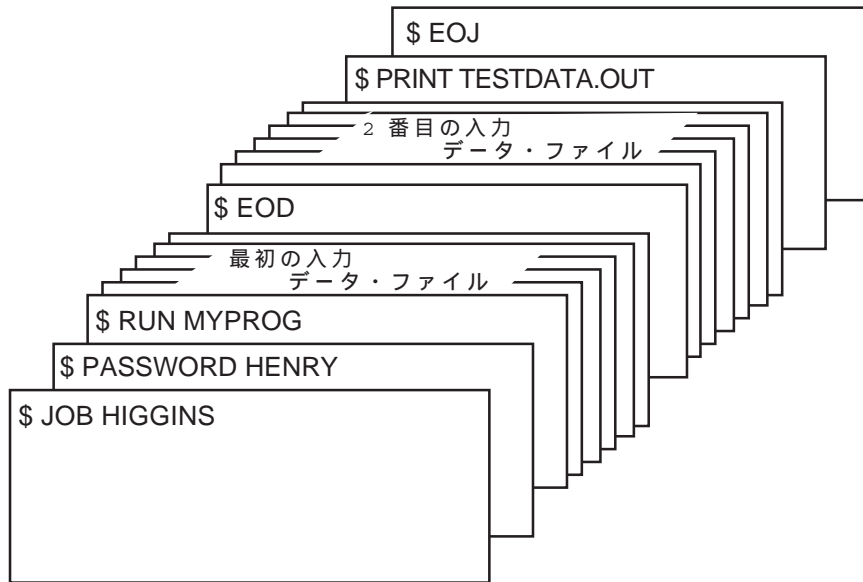 $ EOJ
$ PRINT TESTDATA.OUT
2 番目の入力
データ・ファイル
$ EOD
最初の入力
データ・ファイル
$ RUN MYPROG
$ PASSWORD HENRY
$ JOB HIGGINS